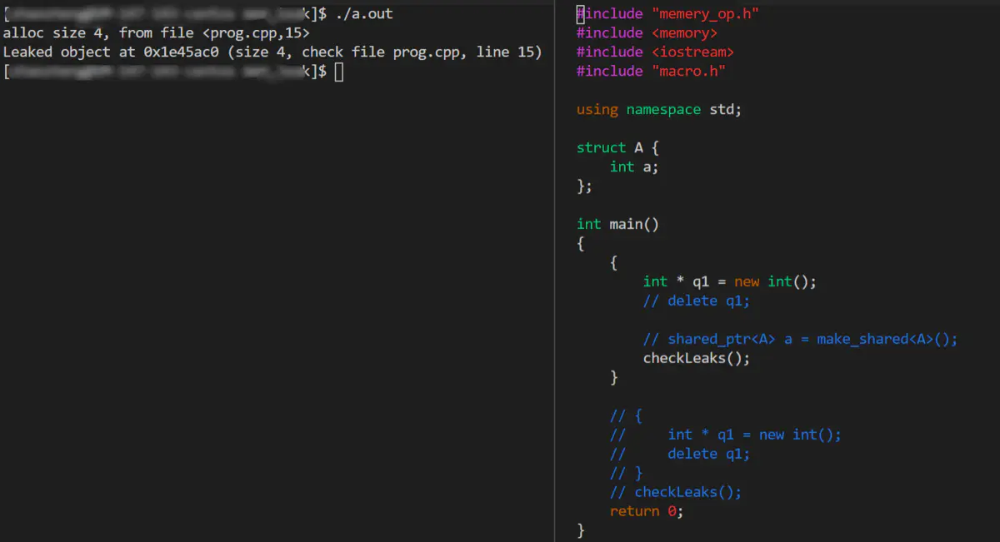 k]$ ./a.out
alloc size 4, from file <prog.cpp,15>
Leaked object at 0x1e45ac0 (size 4, check file prog.cpp, line 15)
k]$
#include "memery_op.h"
#include <memory>
#include <iostream>
#include "macro.h"
using namespace std;
struct A {
    int a;
};
int main()
{
    {
        int * q1 = new int();
        // delete q1;
        // shared_ptr<A> a = make_shared<A>();
        checkLeaks();
    }
    // {
    //     int * q1 = new int();
    //     delete q1;
    // }
    // checkLeaks();
    return 0;
}